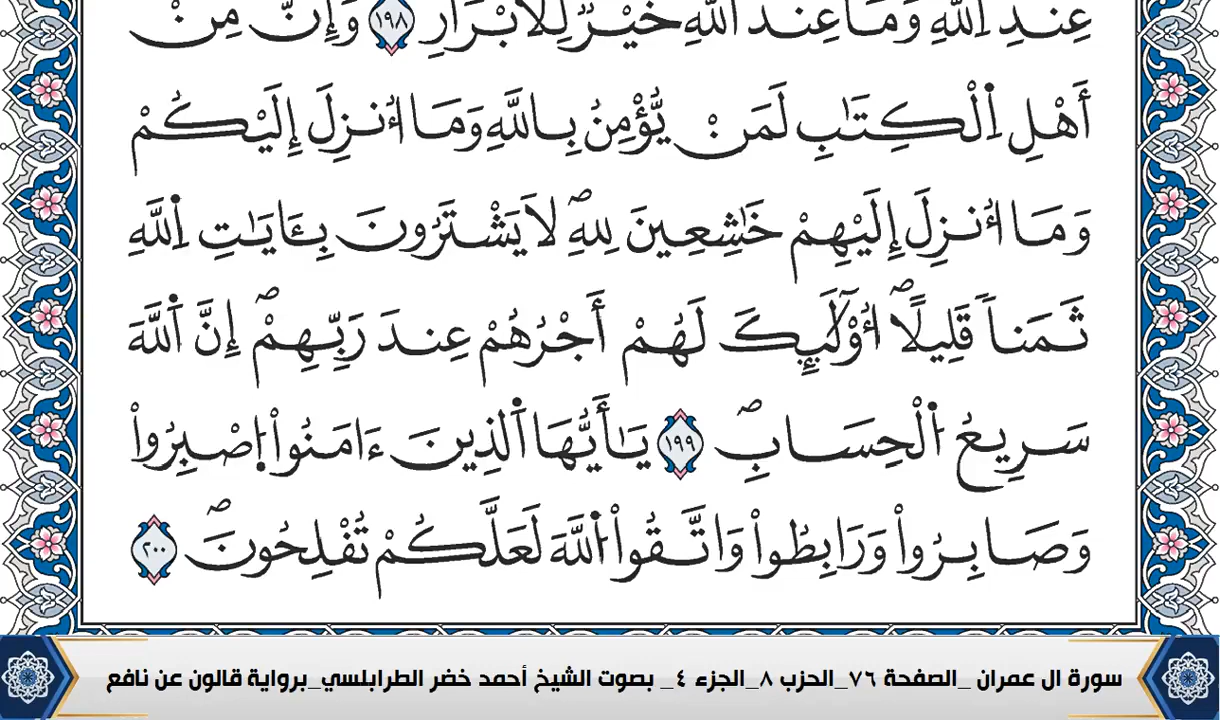 عِندِ اِ۬للَّهِ وَمَا عِندَ اَ۬للَّهِ خَيْرٌ لِّلْأَبْرَارِ ١٩٨ وَإِنَّ مِنْ
أَهْلِ اِ۬لْكِتَٰبِ لَمَنْ يُّؤْمِنُ بِاللَّهِ وَمَا أُنزِلَ إِلَيْكُمْ
وَمَا أُنزِلَ إِلَيْهِمْ خَٰشِعِينَ لِلهِۖ لَا يَشْتَرُونَ بِـَٔايَٰتِ اِ۬للَّهِ
ثَمَناٗ قَلِيلًاۖ أُوْلَٰٓئِكَ لَهُمْ أَجْرُهُمْ عِندَ رَبِّهِمْۖ إِنَّ اَ۬للَّهَ
سَرِيعُ اُ۬لْحِسَابِۖ ١٩٩ يَٰأَيُّهَا اَ۬لذِينَ ءَامَنُواْ اُ۪صْبِرُواْ
وَصَابِرُواْ وَرَابِطُواْ وَاتَّقُواْ اُ۬للَّهَ لَعَلَّكُمْ تُفْلِحُونَۖ ٢٠٠
سورة ال عمران _الصفحة ٧٦_الحزب ٨_الجزء ٤_ بصوت الشيخ أحمد خضر الطرابلسي_برواية قالون عن نافع